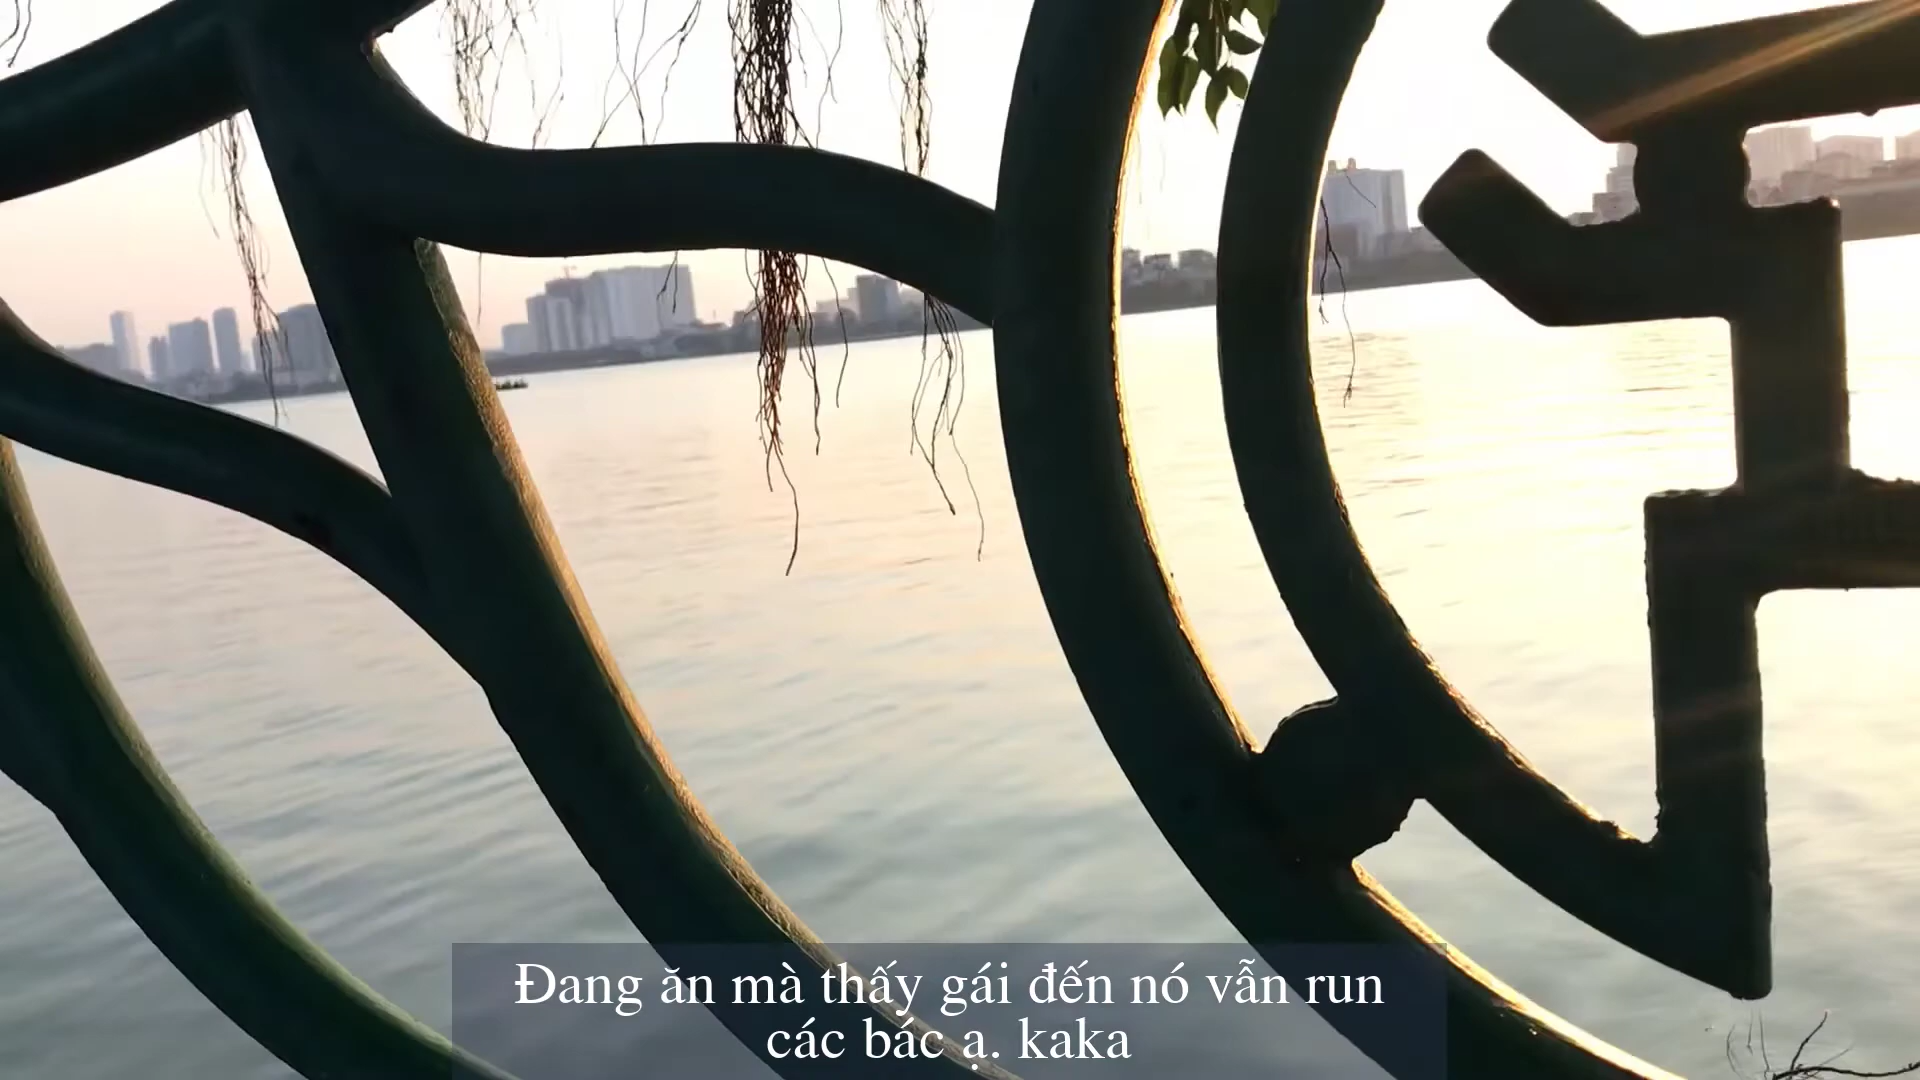 Đang ăn mà thấy gái đến nó vẫn run
các bác ạ. kaka